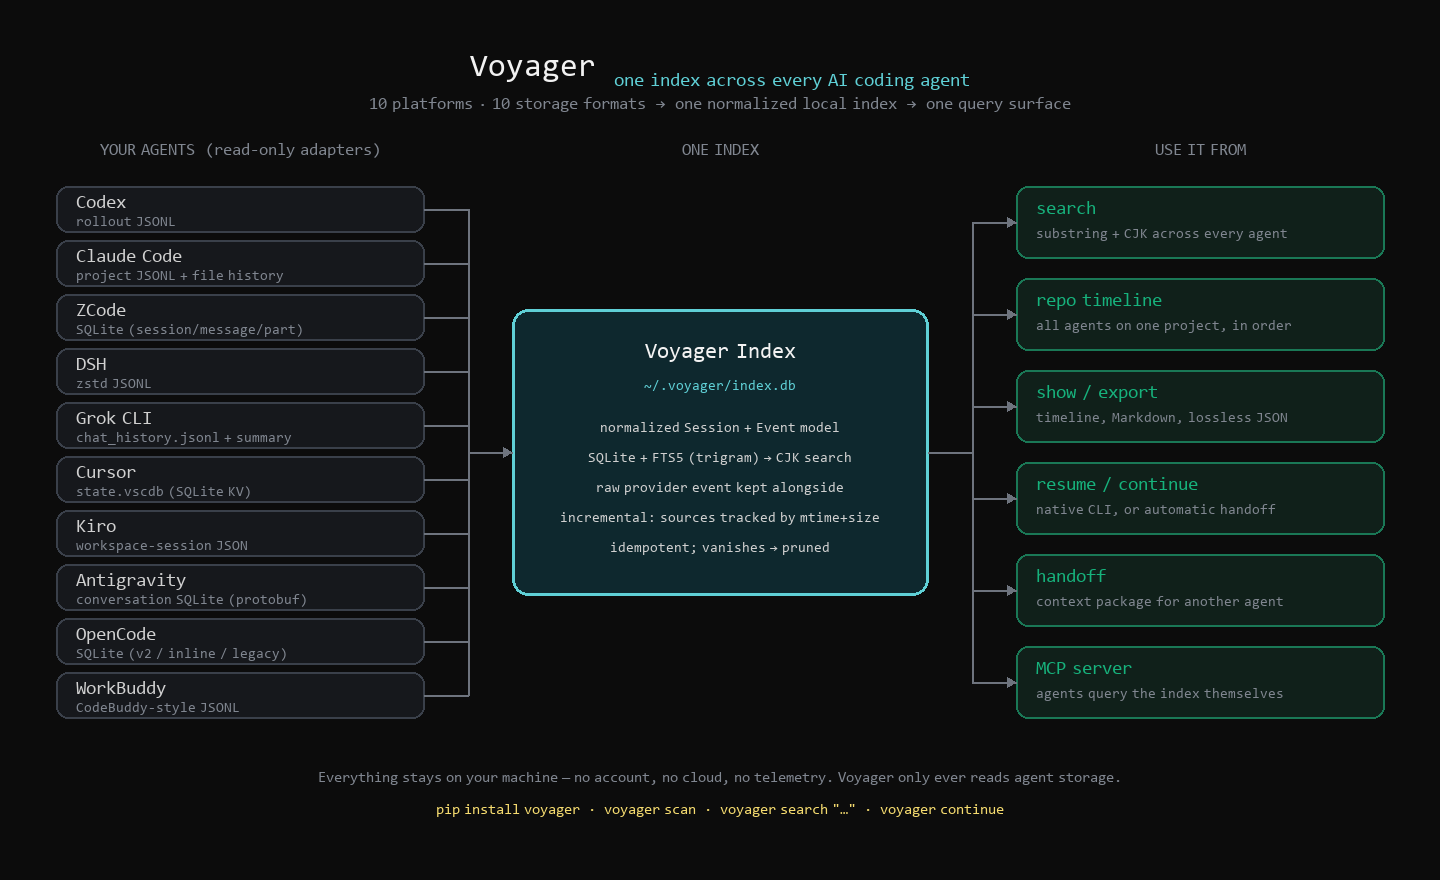 Voyager one index across every AI coding agent
10 platforms · 10 storage formats → one normalized local index → one query surface
YOUR AGENTS (read-only adapters)
Codex
rollout JSONL
Claude Code
project JSONL + file history
ZCode
SQLite (session/message/part)
DSH
zstd JSONL
Grok CLI
chat_history.jsonl + summary
Cursor
state.vscdb (SQLite KV)
Kiro
workspace-session JSON
Antigravity
conversation SQLite (protobuf)
OpenCode
SQLite (v2 / inline / legacy)
WorkBuddy
CodeBuddy-style JSONL
ONE INDEX
Voyager Index
~/.voyager/index.db
normalized Session + Event model
SQLite + FTS5 (trigram) → CJK search
raw provider event kept alongside
incremental: sources tracked by mtime+size
idempotent; vanishes → pruned
USE IT FROM
search
substring + CJK across every agent
repo timeline
all agents on one project, in order
show / export
timeline, Markdown, lossless JSON
resume / continue
native CLI, or automatic handoff
handoff
context package for another agent
MCP server
agents query the index themselves
Everything stays on your machine — no account, no cloud, no telemetry. Voyager only ever reads agent storage.
pip install voyager · voyager scan · voyager search "…" · voyager continue